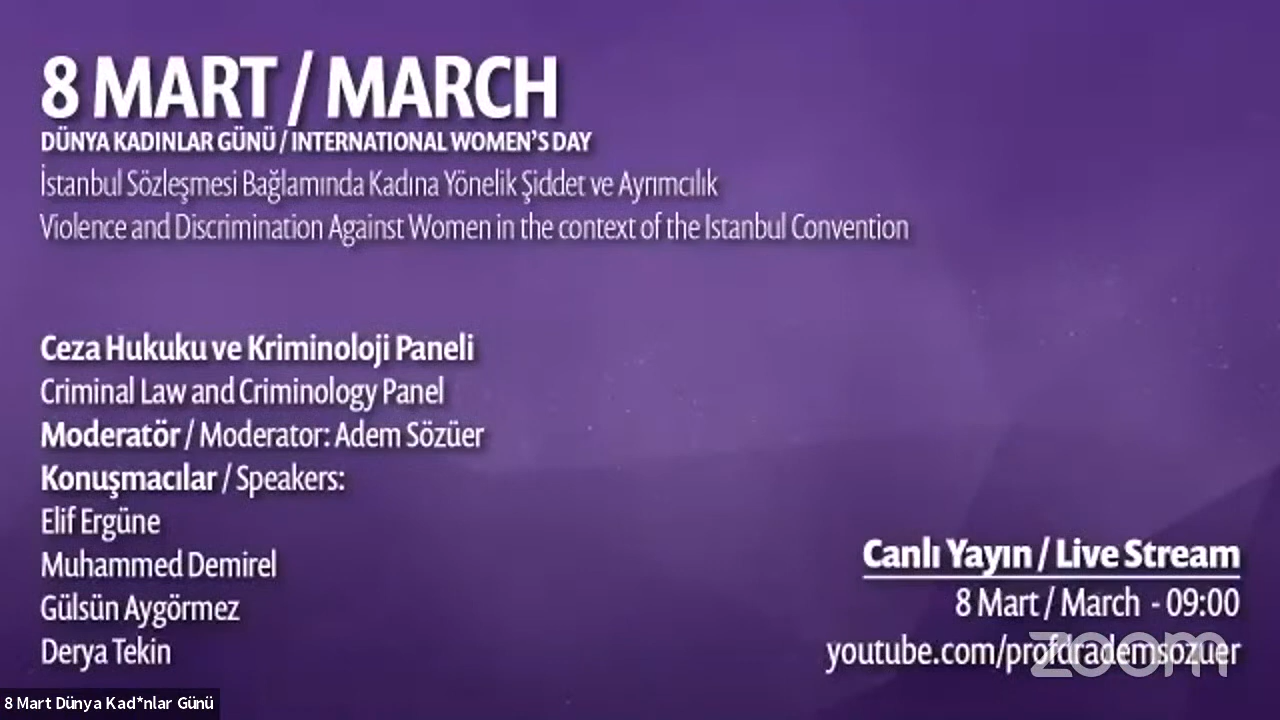 8 MART / MARCH
DÜNYA KADINLAR GÜNÜ / INTERNATIONAL WOMEN'S DAY
İstanbul Sözleşmesi Bağlamında Kadına Yönelik Şiddet ve Ayrımcılık
Violence and Discrimination Against Women in the context of the Istanbul Convention
Ceza Hukuku ve Kriminoloji Paneli
Criminal Law and Criminology Panel
Moderatör / Moderator: Adem Sözüer
Konuşmacılar / Speakers:
Elif Ergüne
Muhammed Demirel
Gülsün Aygörmez
Derya Tekin
Canlı Yayın / Live Stream
8 Mart / March - 09:00
youtube.com/profdrademsozuer
zoom
8 Mart Dünya Kad*nlar Günü